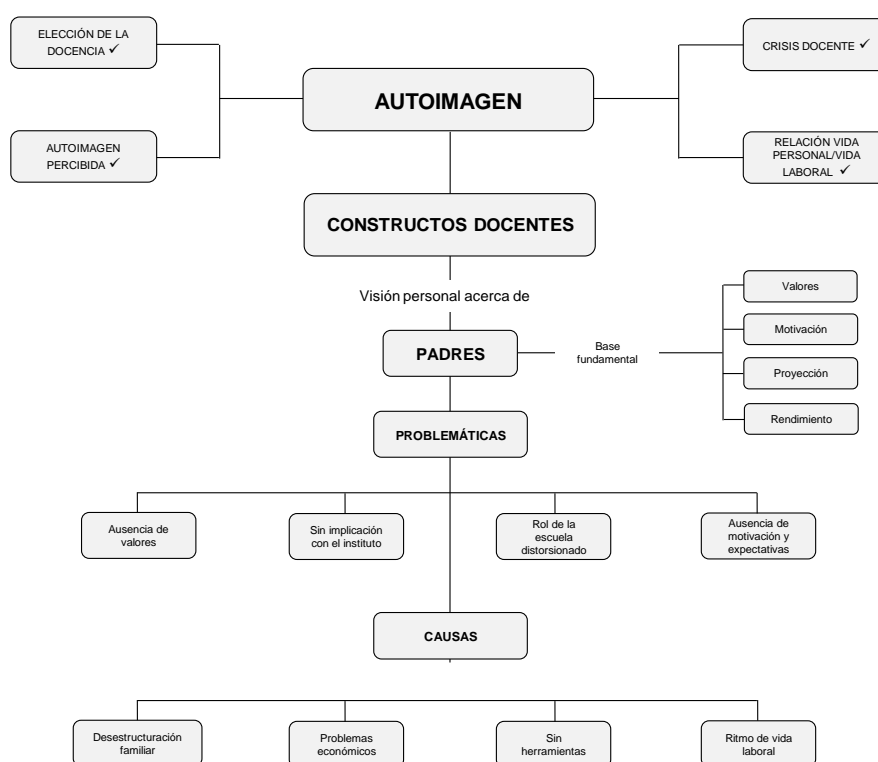 ELECCIÓN DE LA
DOCENCIA ✓
CRISIS DOCENTE ✓
AUTOIMAGEN
AUTOIMAGEN
PERCIBIDA ✓
RELACIÓN VIDA
PERSONAL/VIDA
LABORAL ✓
CONSTRUCTOS DOCENTES
Visión personal acerca de
PADRES
Base
fundamental
Valores
Motivación
Proyección
Rendimiento
PROBLEMÁTICAS
Ausencia de
valores
Sin implicación
con el instituto
Rol de la
escuela
distorsionado
Ausencia de
motivación y
expectativas
CAUSAS
Desestructuración
familiar
Problemas
económicos
Sin
herramientas
Ritmo de vida
laboral